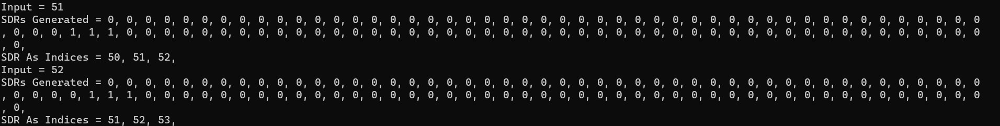 Input = 51
SDRs Generated = 0, 0, 0, 0, 0, 0, 0, 0, 0, 0, 0, 0, 0, 0, 0, 0, 0, 0, 0, 0, 0, 0, 0, 0, 0, 0, 0, 0, 0, 0, 0, 0, 0, 0, 0, 0, 0, 0, 0, 0, 0, 0, 0, 0, 0, 0, 0
, 0, 0, 0, 1, 1, 1, 0, 0, 0, 0, 0, 0, 0, 0, 0, 0, 0, 0, 0, 0, 0, 0, 0, 0, 0, 0, 0, 0, 0, 0, 0, 0, 0, 0, 0, 0, 0, 0, 0, 0, 0, 0, 0, 0, 0, 0, 0, 0, 0, 0, 0, 0
, 0,
SDR As Indices = 50, 51, 52,
Input = 52
SDRs Generated = 0, 0, 0, 0, 0, 0, 0, 0, 0, 0, 0, 0, 0, 0, 0, 0, 0, 0, 0, 0, 0, 0, 0, 0, 0, 0, 0, 0, 0, 0, 0, 0, 0, 0, 0, 0, 0, 0, 0, 0, 0, 0, 0, 0, 0, 0, 0
, 0, 0, 0, 0, 1, 1, 1, 0, 0, 0, 0, 0, 0, 0, 0, 0, 0, 0, 0, 0, 0, 0, 0, 0, 0, 0, 0, 0, 0, 0, 0, 0, 0, 0, 0, 0, 0, 0, 0, 0, 0, 0, 0, 0, 0, 0, 0, 0, 0, 0, 0, 0
, 0,
SDR As Indices = 51, 52, 53,